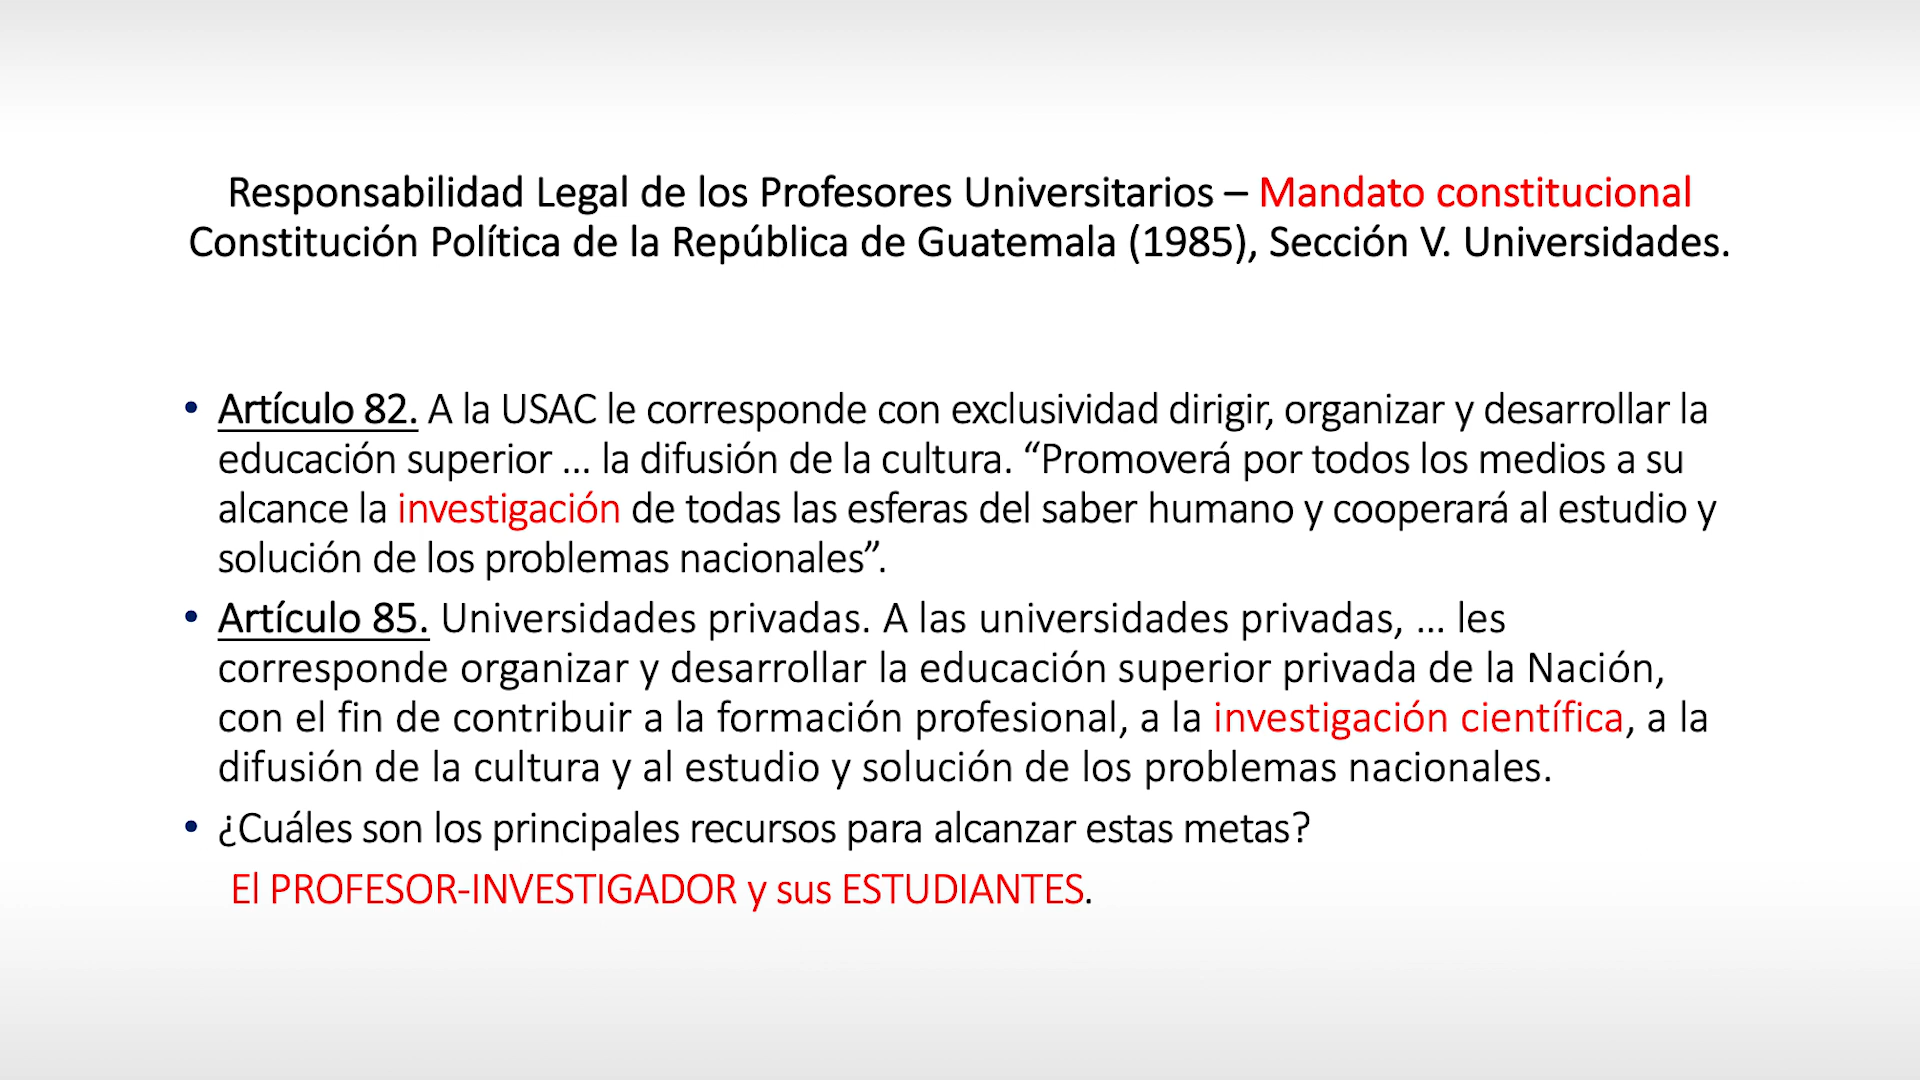 Responsabilidad Legal de los Profesores Universitarios – Mandato constitucional
Constitución Política de la República de Guatemala (1985), Sección V. Universidades.
• Artículo 82. A la USAC le corresponde con exclusividad dirigir, organizar y desarrollar la
educación superior ... la difusión de la cultura. “Promoverá por todos los medios a su
alcance la investigación de todas las esferas del saber humano y cooperará al estudio y
solución de los problemas nacionales”.
• Artículo 85. Universidades privadas. A las universidades privadas, ... les
corresponde organizar y desarrollar la educación superior privada de la Nación,
con el fin de contribuir a la formación profesional, a la investigación científica, a la
difusión de la cultura y al estudio y solución de los problemas nacionales.
• ¿Cuáles son los principales recursos para alcanzar estas metas?
El PROFESOR-INVESTIGADOR y sus ESTUDIANTES.